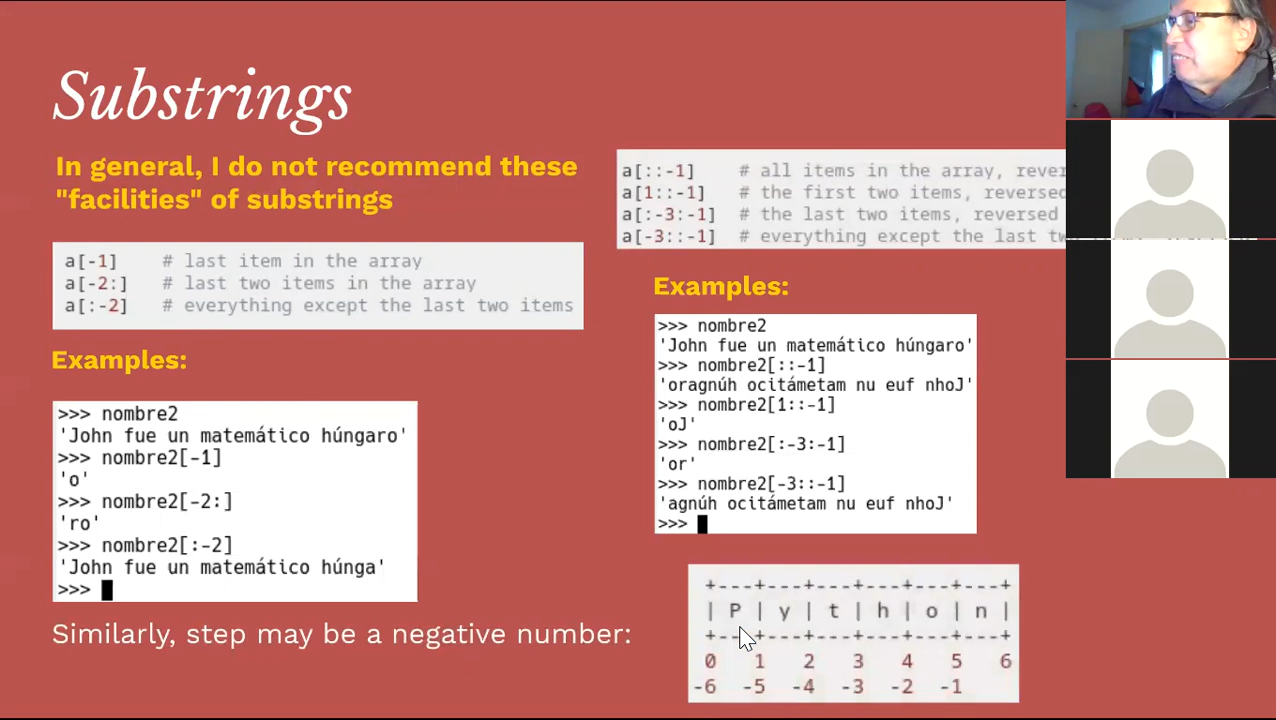 Substrings
In general, I do not recommend these
"facilities" of substrings
a[-1] # last item in the array
a[-2:] # last two items in the array
a[:-2] # everything except the last two items
Examples:
>>> nombre2
'John fue un matemático húngaro'
>>> nombre2[-1]
'o'
>>> nombre2[-2:]
'ro'
>>> nombre2[:-2]
'John fue un matemático húnga'
>>>
Similarly, step may be a negative number:
a[::-1] # all items in the array,
a[1::-1] # the first two items, reversed
a[:-3:-1] # the last two items, reversed
a[-3::-1] # everything except the last
Examples:
>>> nombre2
'John fue un matemático húngaro'
>>> nombre2[::-1]
'oragnúh ocitámetam nu euf nhoJ'
>>> nombre2[1::-1]
'oJ'
>>> nombre2[:-3:-1]
'or'
>>> nombre2[-3::-1]
'agnúh ocitámetam nu euf nhoJ'
>>>
+---+---+---+---+---+---+
| P | y | t | h | o | n |
+---+---+---+---+---+---+
0 1 2 3 4 5 6
-6 -5 -4 -3 -2 -1